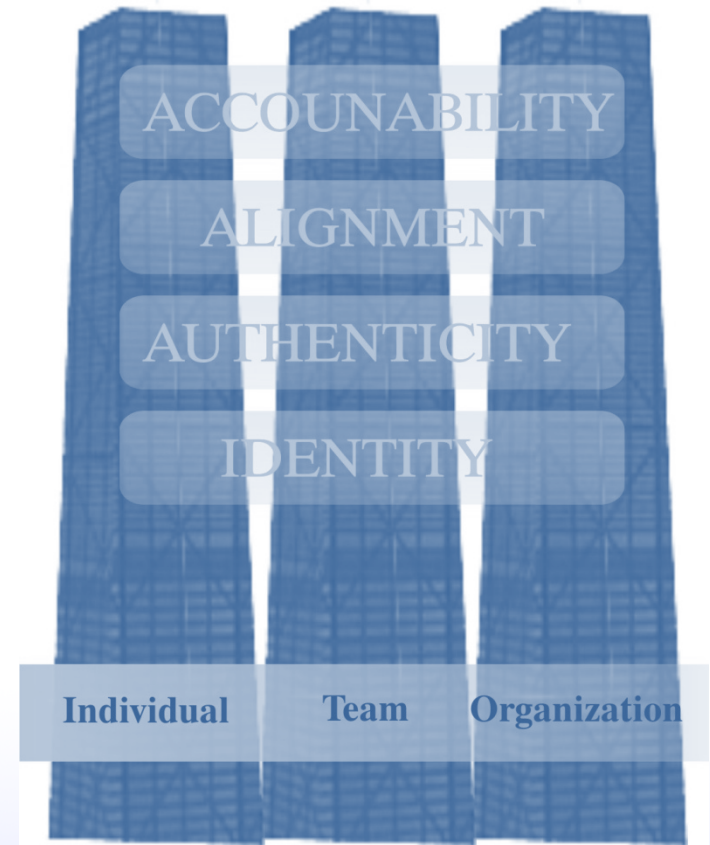 ACCOUNABILITY
ALIGNMENT
AUTHENTICITY
IDENTITY
Individual Team Organization